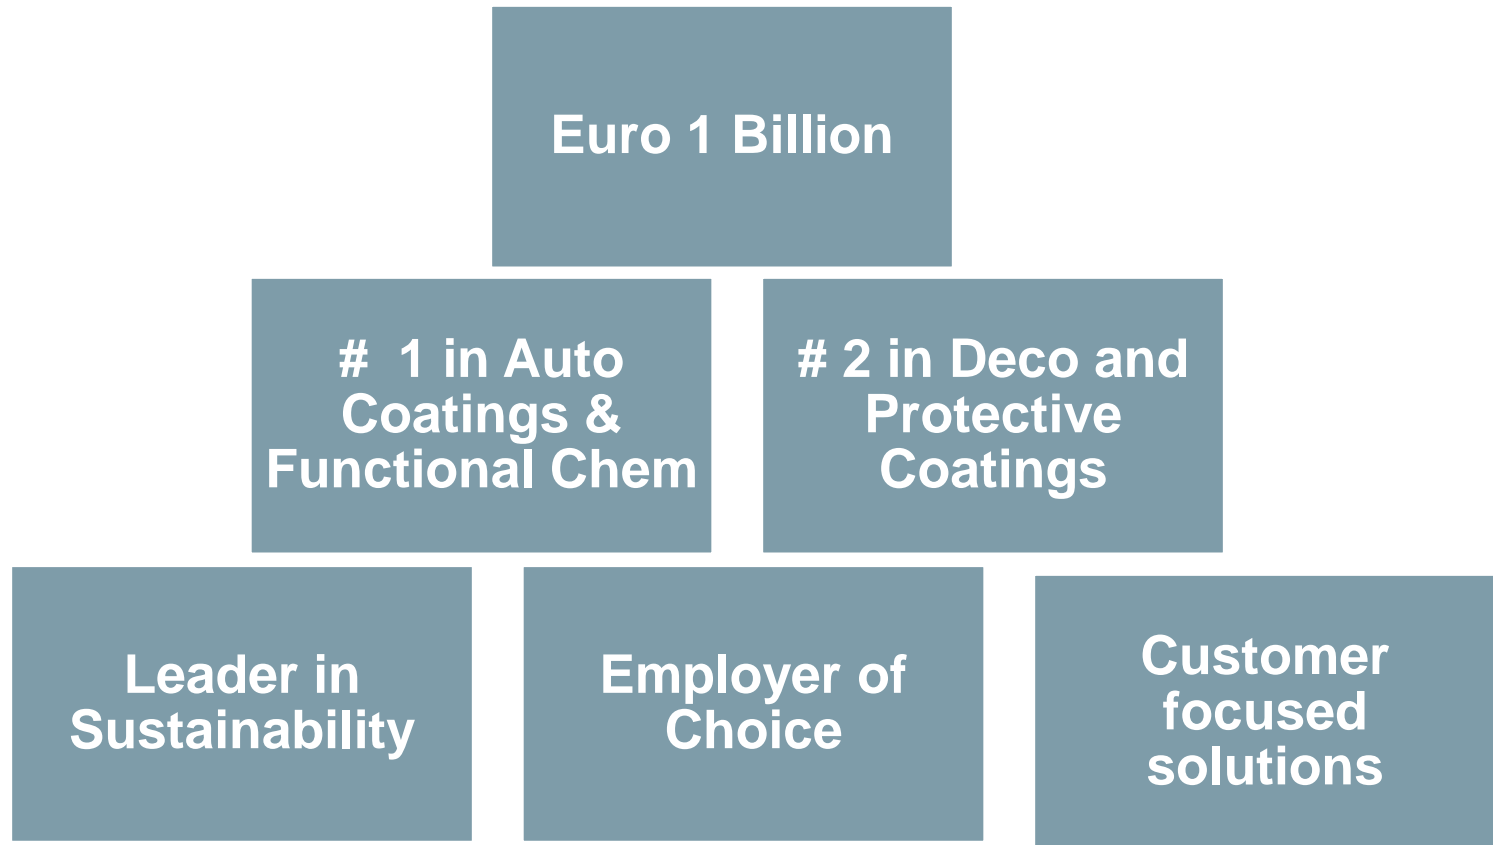 Euro 1 Billion
#  1 in Auto
Coatings &
Functional Chem
# 2 in Deco and
Protective
Coatings
Leader in
Sustainability
Employer of
Choice
Customer
focused
solutions